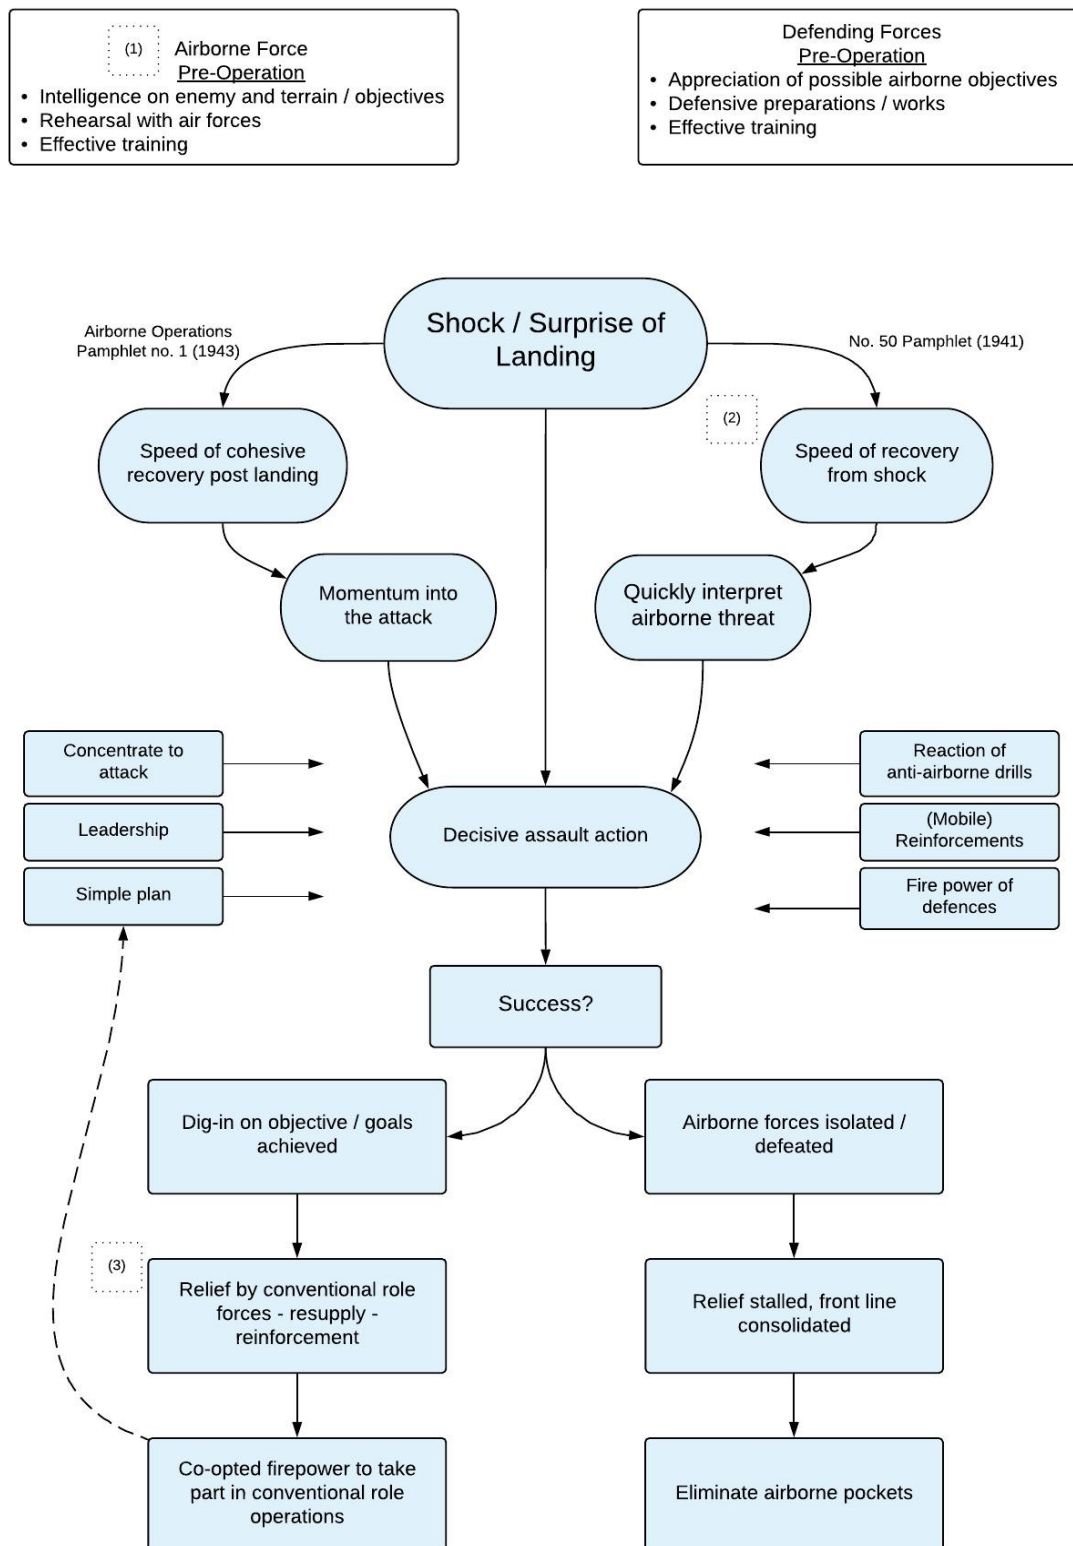 (1)
Airborne Force
Pre-Operation
• Intelligence on enemy and terrain / objectives
• Rehearsal with air forces
• Effective training
Defending Forces
Pre-Operation
• Appreciation of possible airborne objectives
• Defensive preparations / works
• Effective training
Shock / Surprise of
Landing
Airborne Operations
Pamphlet no. 1 (1943)
No. 50 Pamphlet (1941)
(2)
Speed of cohesive
recovery post landing
Speed of recovery
from shock
Momentum into
the attack
Quickly interpret
airborne threat
Concentrate to
attack
Leadership
Simple plan
Decisive assault action
Reaction of
anti-airborne drills
(Mobile)
Reinforcements
Fire power of
defences
Success?
Dig-in on objective / goals
achieved
Airborne forces isolated /
defeated
(3)
Relief by conventional role
forces - resupply -
reinforcement
Relief stalled, front line
consolidated
Co-opted firepower to take
part in conventional role
operations
Eliminate airborne pockets